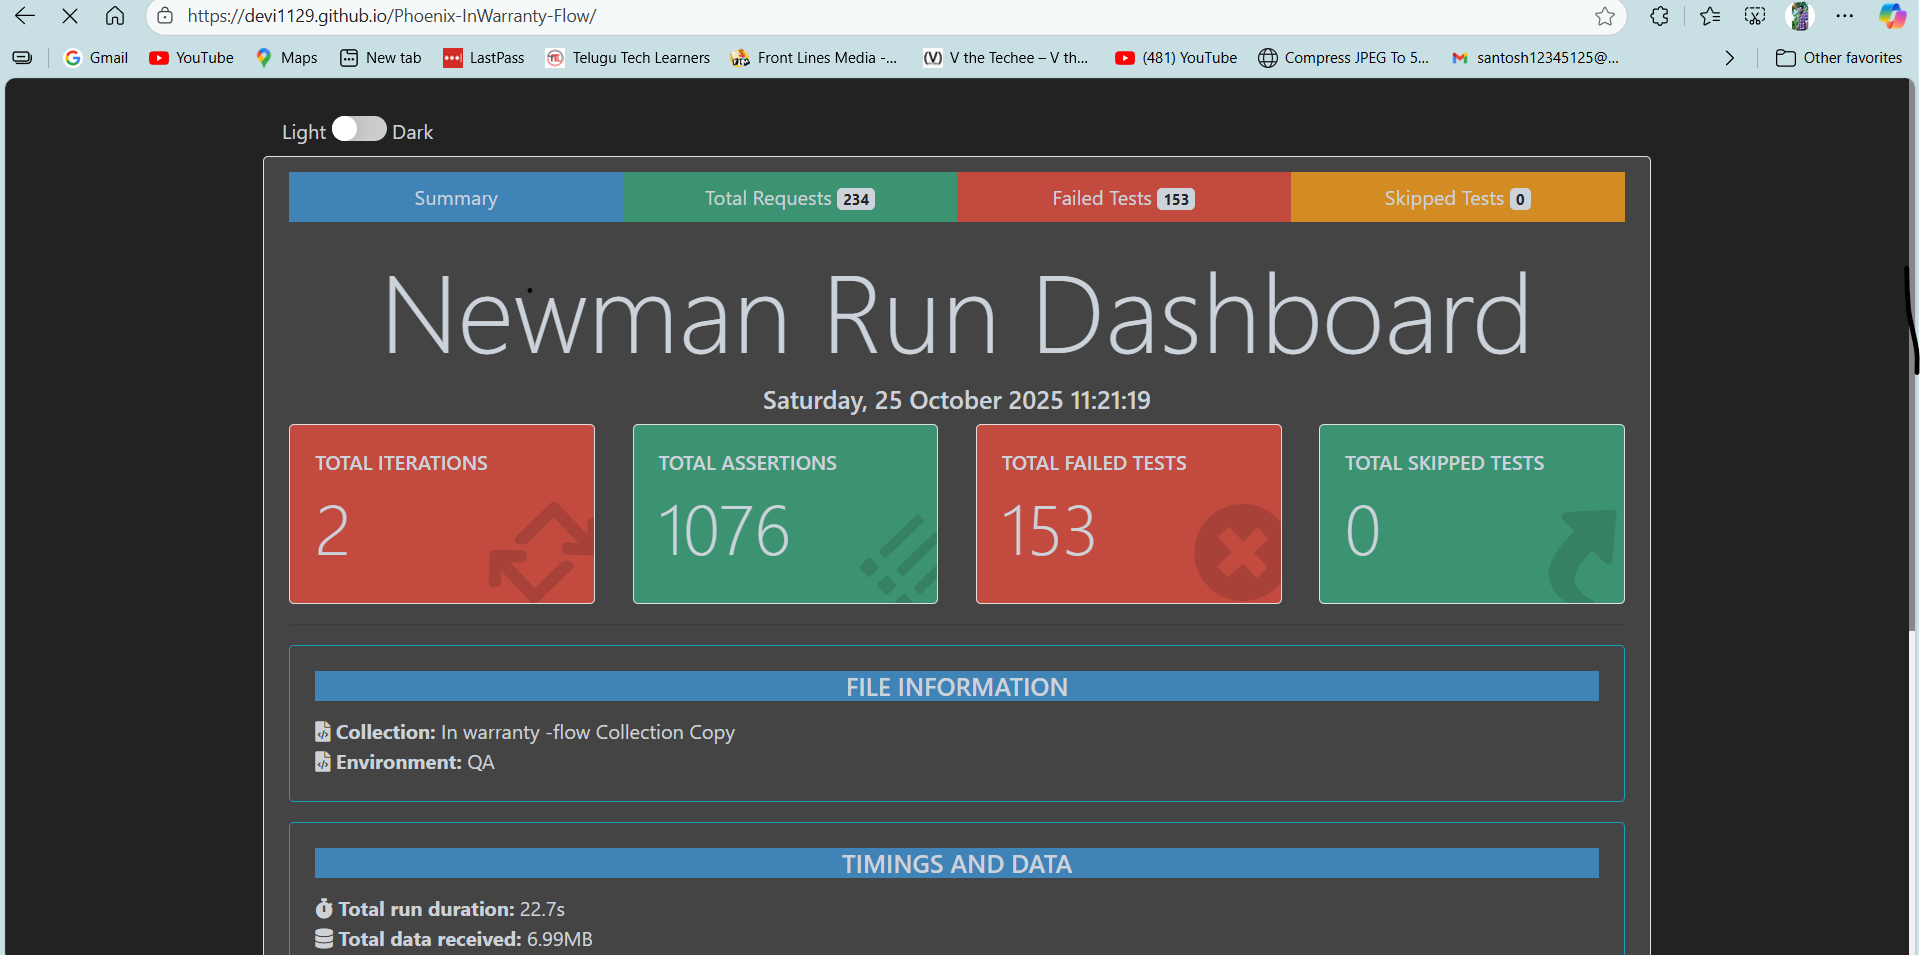 https://devi1129.github.io/Phoenix-InWarranty-Flow/
Gmail YouTube Maps New tab LastPass Telugu Tech Learners Front Lines Media -... V the Techee – V th... (481) YouTube Compress JPEG To 5... santosh12345125@... Other favorites
Light Dark
Summary Total Requests 234 Failed Tests 153 Skipped Tests 0
Newman Run Dashboard
Saturday, 25 October 2025 11:21:19
TOTAL ITERATIONS TOTAL ASSERTIONS TOTAL FAILED TESTS TOTAL SKIPPED TESTS
2 1076 153 0
FILE INFORMATION
Collection: In warranty -flow Collection Copy
Environment: QA
TIMINGS AND DATA
Total run duration: 22.7s
Total data received: 6.99MB